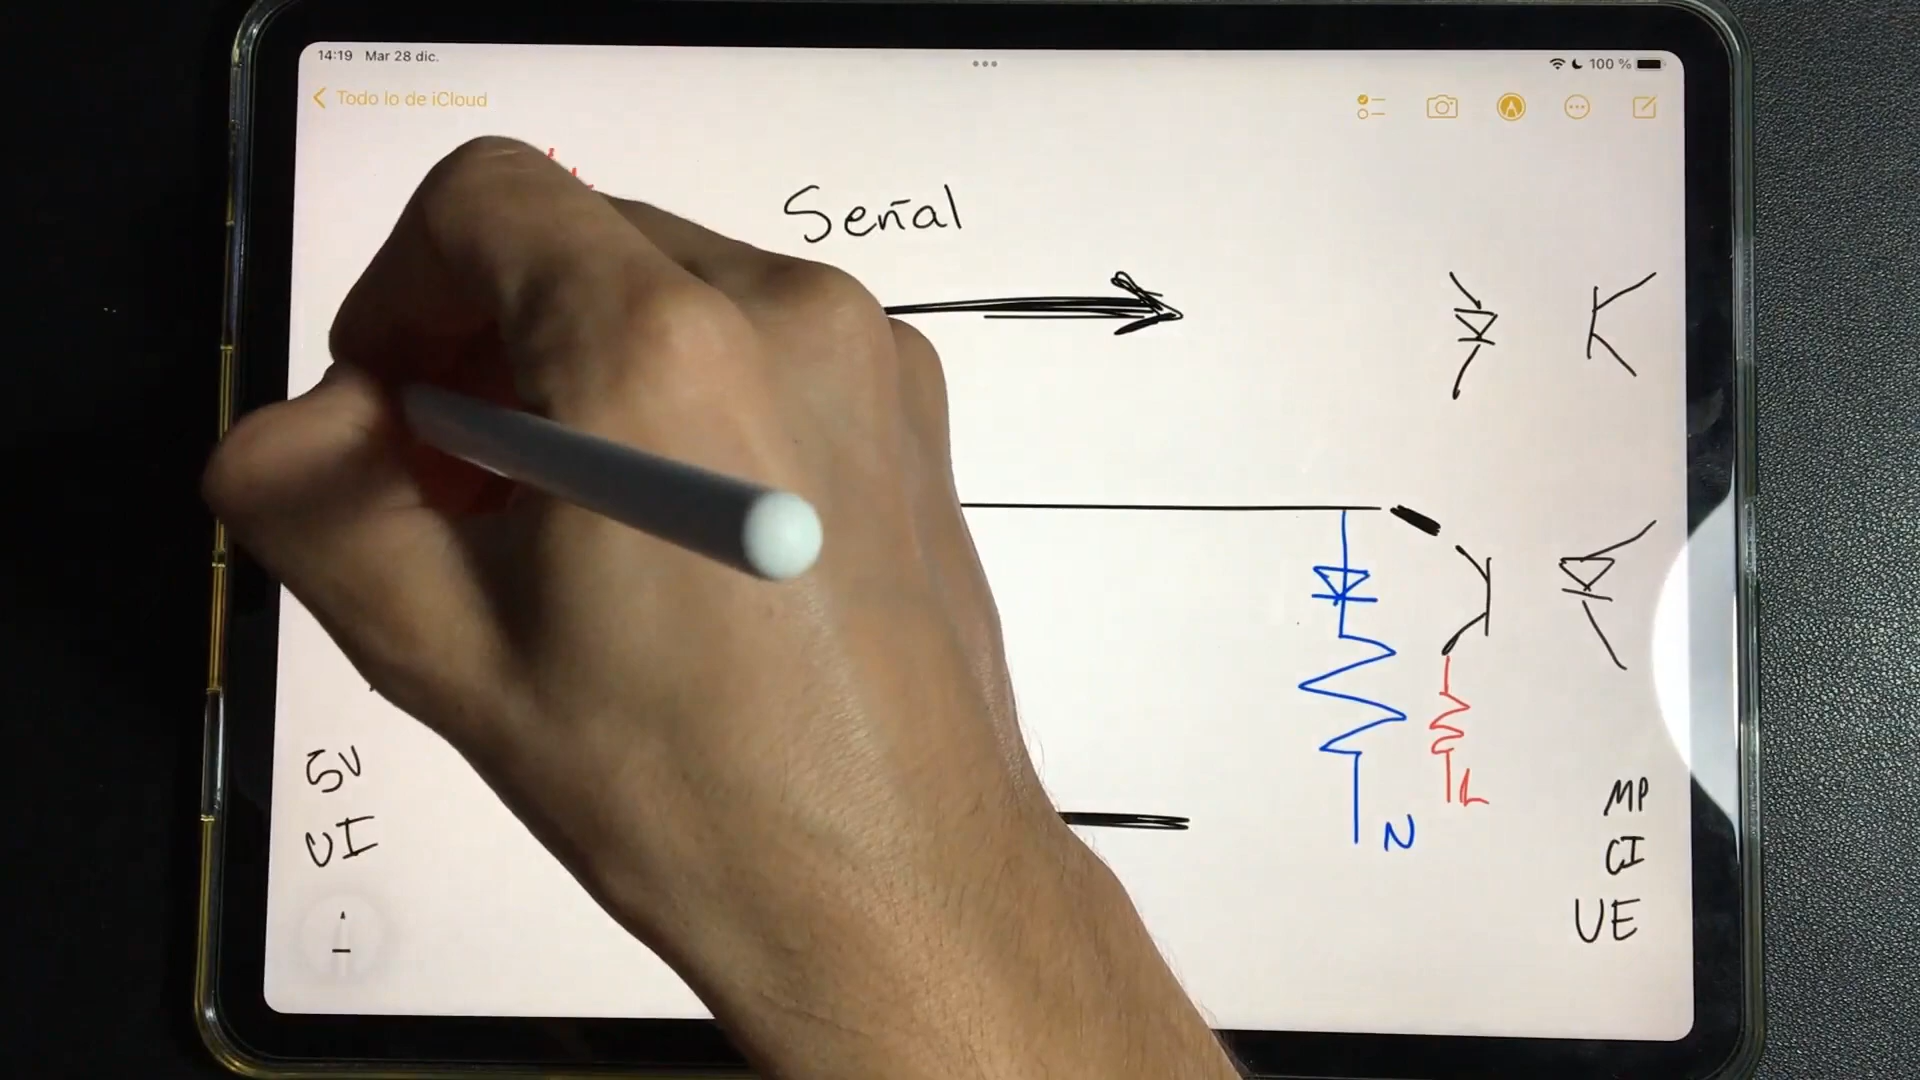 14:19 Mar 28 dic.
100 %
Todo lo de iCloud
Señal
5V
UI
L
N
MP
CI
UE